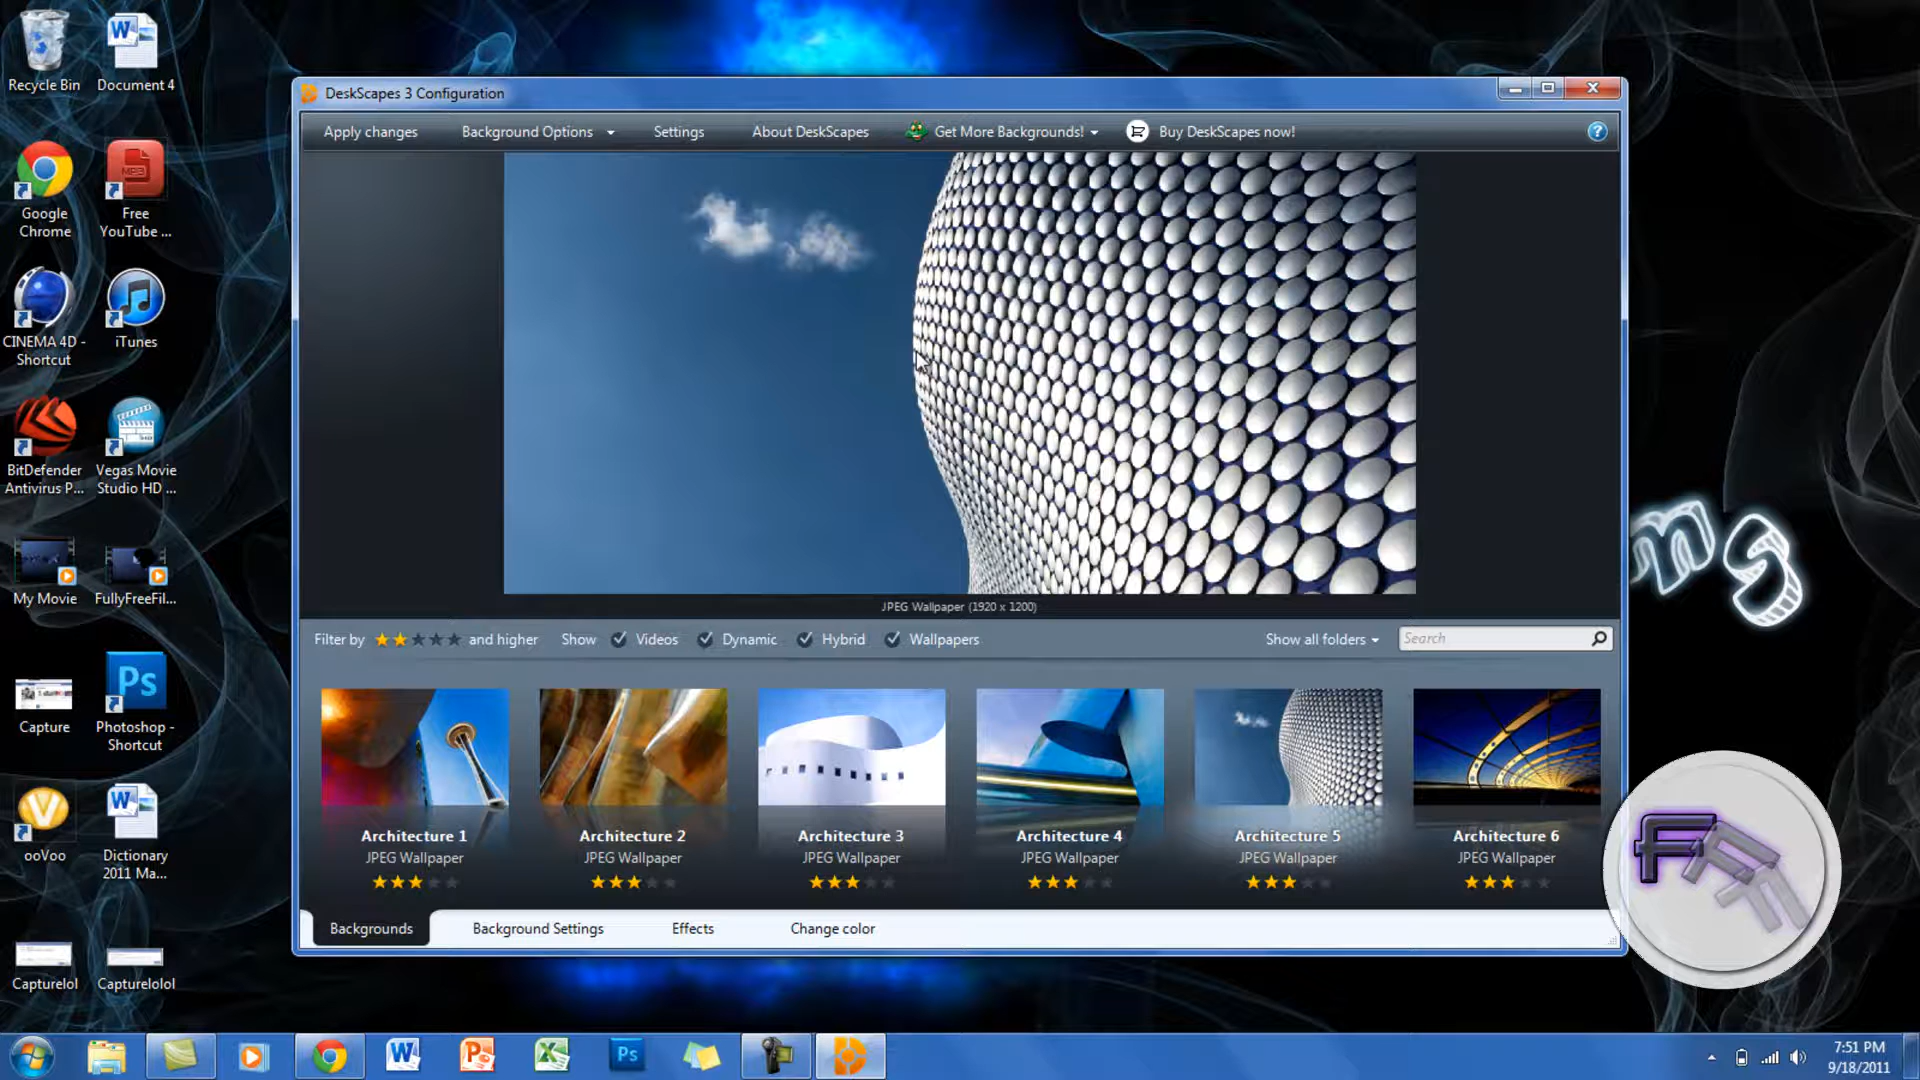 Recycle Bin
Document 4
Google
Chrome
Free
YouTube ...
CINEMA 4D -
Shortcut
iTunes
BitDefender
Antivirus P...
Vegas Movie
Studio HD ...
My Movie
FullyFreeFil...
Capture
Photoshop -
Shortcut
ooVoo
Dictionary
2011 Ma...
Capturelol
Capturelolol
DeskScapes 3 Configuration
Apply changes
Background Options
Settings
About DeskScapes
Get More Backgrounds!
Buy DeskScapes now!
JPEG Wallpaper (1920 x 1200)
Filter by
and higher
Show
Videos
Dynamic
Hybrid
Wallpapers
Show all folders
Search
Architecture 1
JPEG Wallpaper
Architecture 2
JPEG Wallpaper
Architecture 3
JPEG Wallpaper
Architecture 4
JPEG Wallpaper
Architecture 5
JPEG Wallpaper
Architecture 6
JPEG Wallpaper
Backgrounds
Background Settings
Effects
Change color
ms
Ps
7:51 PM
9/18/2011